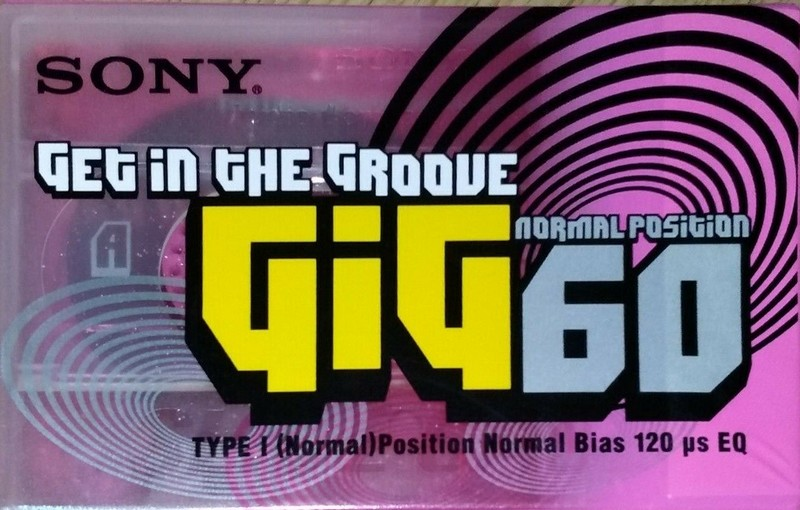 SONY®
GEt iN tHE GROOVE
GiG
NORMAL POSitiON
60
A
TYPE I (Normal)Position Normal Bias 120 µs EQ